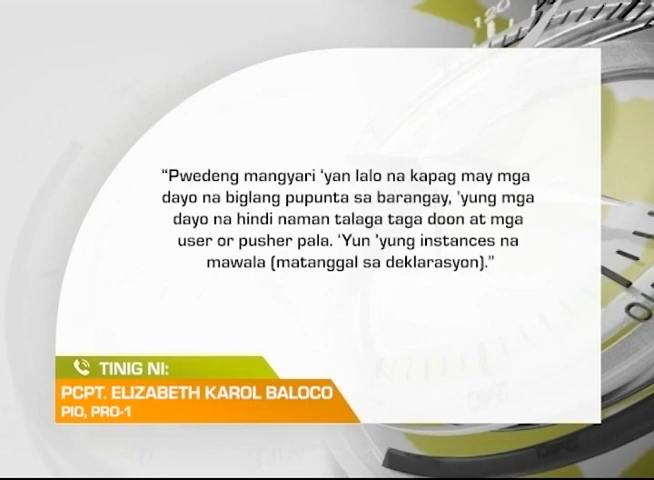 “Pwedeng mangyari ‘yan lalo na kapag may mga
dayo na biglang pupunta sa barangay, ’yung mga
dayo na hindi naman talaga taga doon at mga
user or pusher pala. ‘Yun ’yung instances na
mawala (matanggal sa deklarasyon).”
TINIG NI:
PCPT. ELIZABETH KAROL BALOCO
PIO, PRO-1